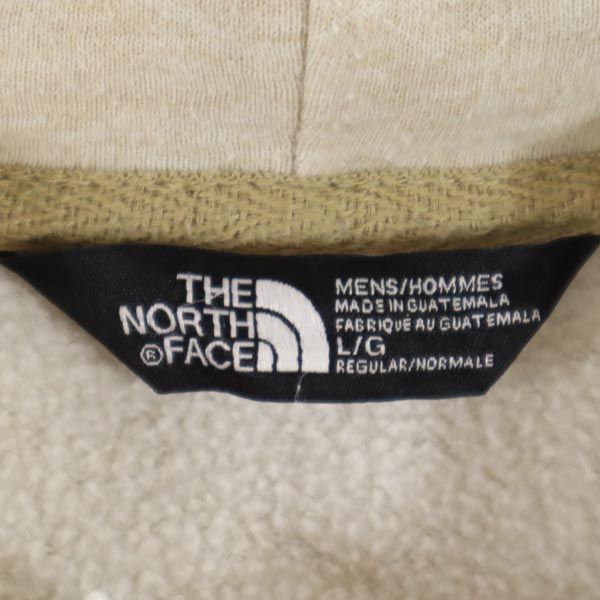 THE
NORTH
® FACE
MENS/HOMMES
MADE IN GUATEMALA
FABRIQUÉ AU GUATEMALA
L/G
REGULAR/NORMALE